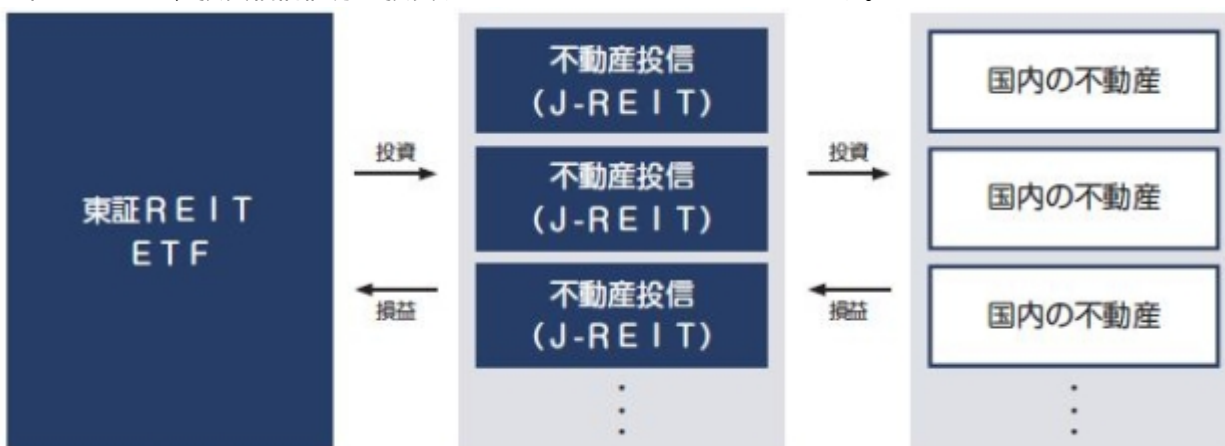 東証ＲＥＩＴ
ＥＴＦ
投資
損益
不動産投信
（Ｊ-ＲＥＩＴ）
不動産投信
（Ｊ-ＲＥＩＴ）
不動産投信
（Ｊ-ＲＥＩＴ）
投資
損益
国内の不動産
国内の不動産
国内の不動産